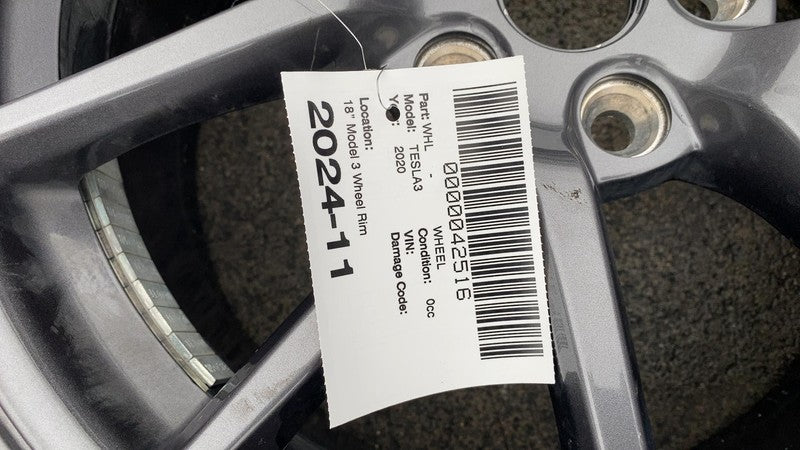 0000042516
Part: WHL - WHEEL
Model: TESLA3 Condition: 0cc
2020 VIN:
Damage Code:
Location:
18" Model 3 Wheel Rim
2024-11